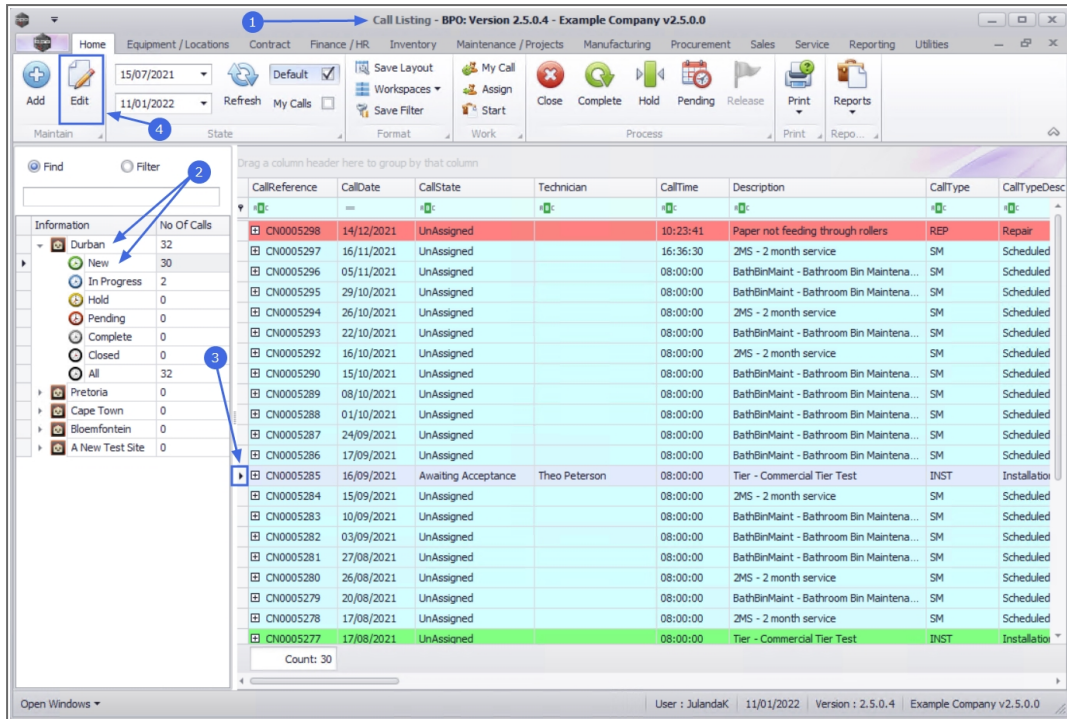 1
Call Listing - BPO: Version 2.5.0.4 - Example Company v2.5.0.0
Home Equipment / Locations Contract Finance / HR Inventory Maintenance / Projects Manufacturing Procurement Sales Service Reporting Utilities
Add
Edit
4
Maintain
15/07/2021
11/01/2022
Refresh
Default
My Calls
State
Save Layout
Workspaces
Save Filter
Format
My Call
Assign
Start
Work
Close
Complete
Hold
Pending
Release
Process
Print
Print
Reports
Repo...
Find Filter
2
Information No Of Calls
Durban 32
New 30
In Progress 2
Hold 0
Pending 0
Complete 0
Closed 0
All 32
Pretoria 0
Cape Town 0
Bloemfontein 0
A New Test Site 0
3
Drag a column header here to group by that column
CallReference CallDate CallState Technician CallTime Description CallType CallTypeDesc
CN0005298 14/12/2021 UnAssigned 10:23:41 Paper not feeding through rollers REP Repair
CN0005297 16/11/2021 UnAssigned 16:36:30 2MS - 2 month service SM Scheduled
CN0005296 05/11/2021 UnAssigned 08:00:00 BathBinMaint - Bathroom Bin Maintena... SM Scheduled
CN0005295 29/10/2021 UnAssigned 08:00:00 BathBinMaint - Bathroom Bin Maintena... SM Scheduled
CN0005294 26/10/2021 UnAssigned 08:00:00 2MS - 2 month service SM Scheduled
CN0005293 22/10/2021 UnAssigned 08:00:00 BathBinMaint - Bathroom Bin Maintena... SM Scheduled
CN0005292 16/10/2021 UnAssigned 08:00:00 2MS - 2 month service SM Scheduled
CN0005290 15/10/2021 UnAssigned 08:00:00 BathBinMaint - Bathroom Bin Maintena... SM Scheduled
CN0005289 08/10/2021 UnAssigned 08:00:00 BathBinMaint - Bathroom Bin Maintena... SM Scheduled
CN0005288 01/10/2021 UnAssigned 08:00:00 BathBinMaint - Bathroom Bin Maintena... SM Scheduled
CN0005287 24/09/2021 UnAssigned 08:00:00 BathBinMaint - Bathroom Bin Maintena... SM Scheduled
CN0005286 17/09/2021 UnAssigned 08:00:00 BathBinMaint - Bathroom Bin Maintena... SM Scheduled
CN0005285 16/09/2021 Awaiting Acceptance Theo Peterson 08:00:00 Tier - Commercial Tier Test INST Installatio
CN0005284 15/09/2021 UnAssigned 08:00:00 2MS - 2 month service SM Scheduled
CN0005283 10/09/2021 UnAssigned 08:00:00 BathBinMaint - Bathroom Bin Maintena... SM Scheduled
CN0005282 03/09/2021 UnAssigned 08:00:00 BathBinMaint - Bathroom Bin Maintena... SM Scheduled
CN0005281 27/08/2021 UnAssigned 08:00:00 BathBinMaint - Bathroom Bin Maintena... SM Scheduled
CN0005280 26/08/2021 UnAssigned 08:00:00 2MS - 2 month service SM Scheduled
CN0005279 20/08/2021 UnAssigned 08:00:00 BathBinMaint - Bathroom Bin Maintena... SM Scheduled
CN0005278 17/08/2021 UnAssigned 08:00:00 2MS - 2 month service SM Scheduled
CN0005277 17/08/2021 UnAssigned 08:00:00 Tier - Commercial Tier Test INST Installatio
Count: 30
Open Windows User : JulandaK 11/01/2022 Version : 2.5.0.4 Example Company v2.5.0.0